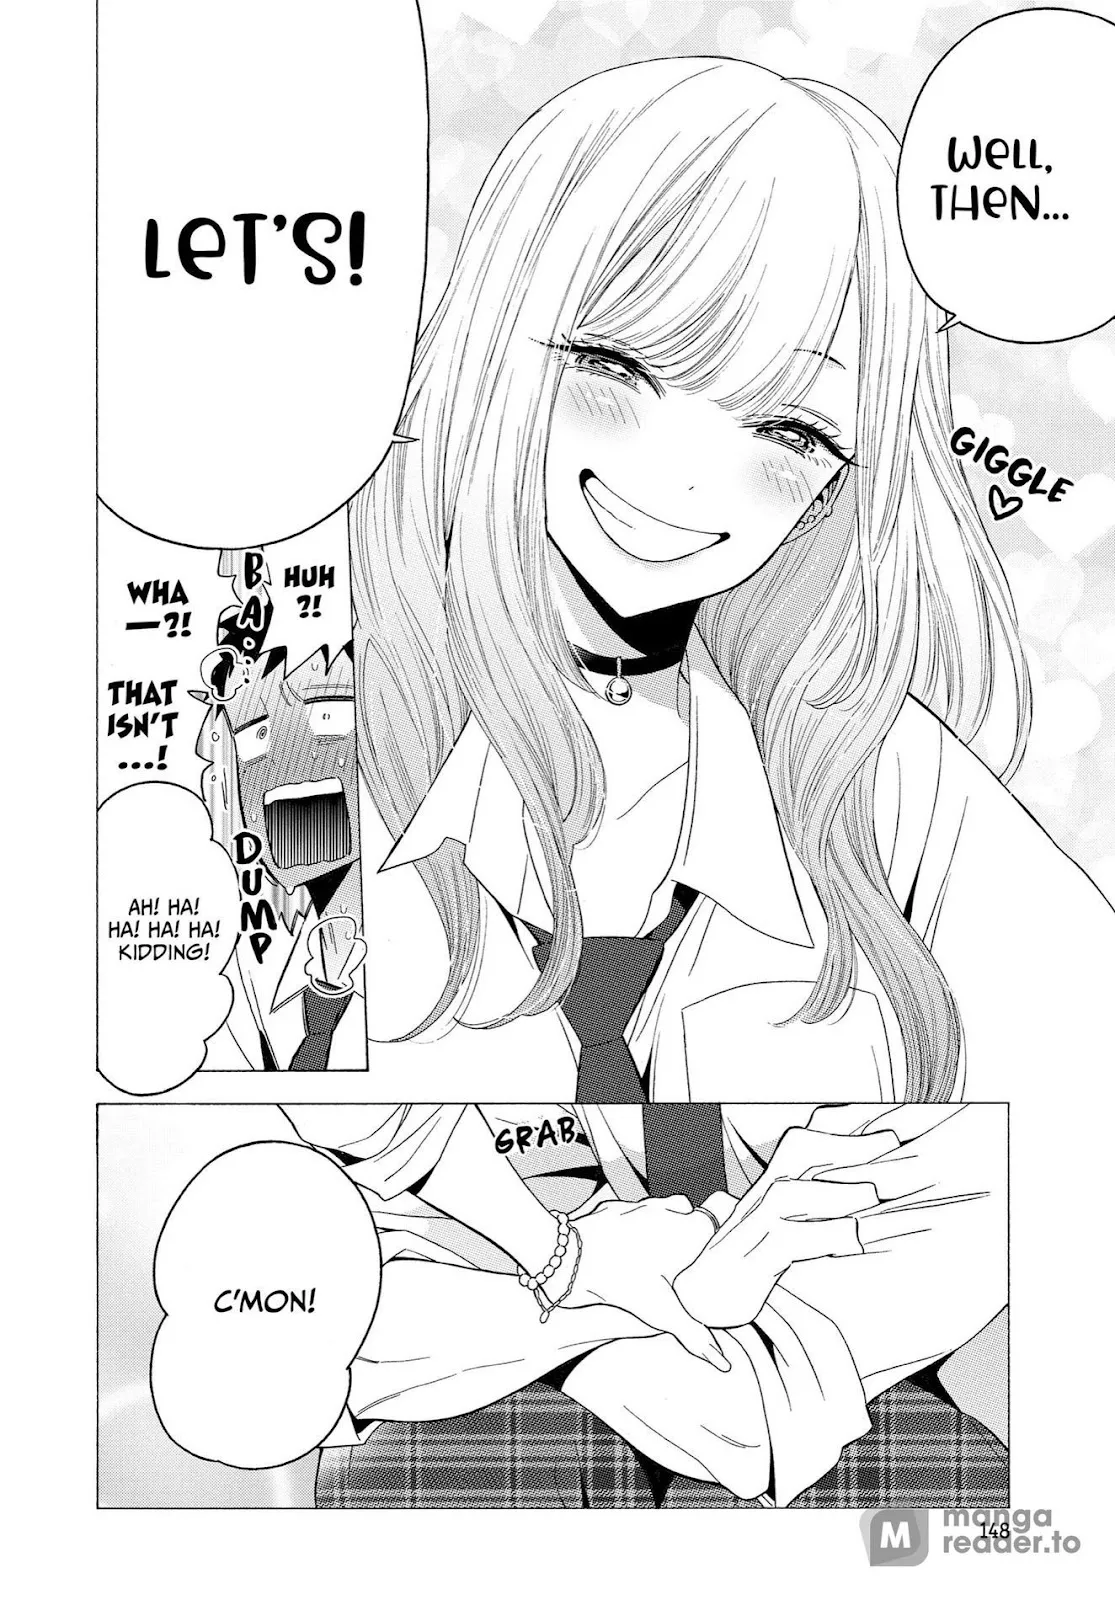 Well,
Then...
Let's!
Giggle
Huh
?!
Wha
—?!
That
isn't
...!
Ba...
Dump
Ah! Ha!
Ha! Ha! Ha!
Kidding!
Grab
C'mon!
148
manga
reader.to
M